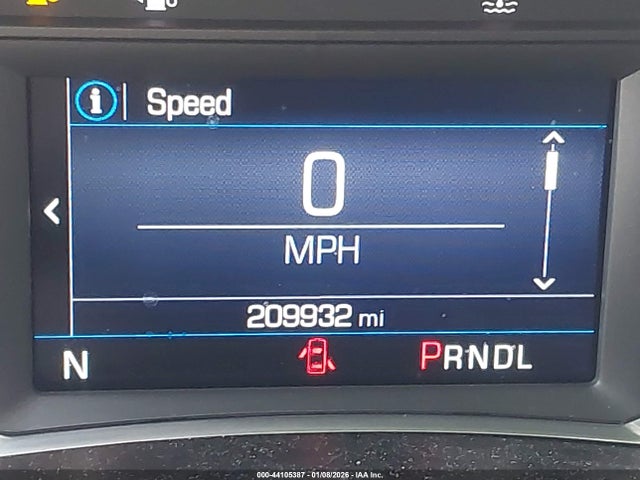 i Speed
0
MPH
209932 mi
N PRNDL
000-44105387 - 01/08/2026 - IAA Inc.